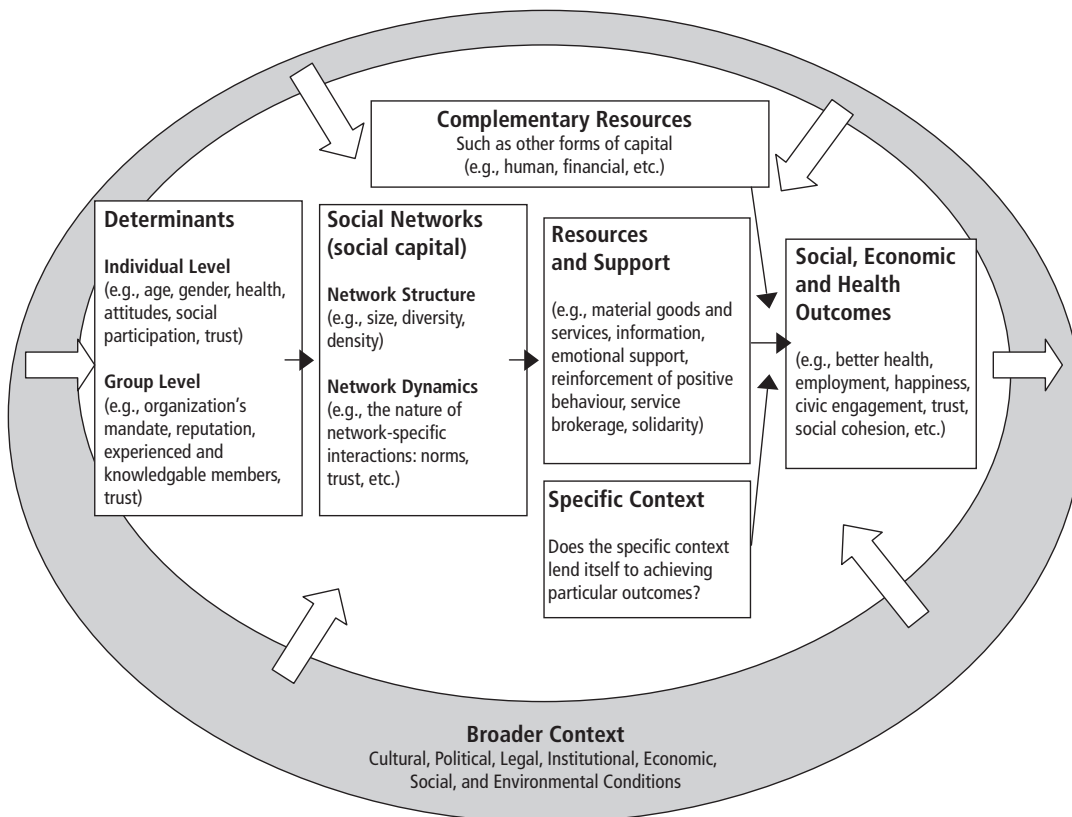 Complementary Resources
Such as other forms of capital
(e.g., human, financial, etc.)
Determinants
Individual Level
(e.g., age, gender, health,
attitudes, social
participation, trust)
Group Level
(e.g., organization's
mandate, reputation,
experienced and
knowledgable members,
trust)
Social Networks
(social capital)
Network Structure
(e.g., size, diversity,
density)
Network Dynamics
(e.g., the nature of
network-specific
interactions: norms,
trust, etc.)
Resources
and Support
(e.g., material goods and
services, information,
emotional support,
reinforcement of positive
behaviour, service
brokerage, solidarity)
Specific Context
Does the specific context
lend itself to achieving
particular outcomes?
Social, Economic
and Health
Outcomes
(e.g., better health,
employment, happiness,
civic engagement, trust,
social cohesion, etc.)
Broader Context
Cultural, Political, Legal, Institutional, Economic,
Social, and Environmental Conditions